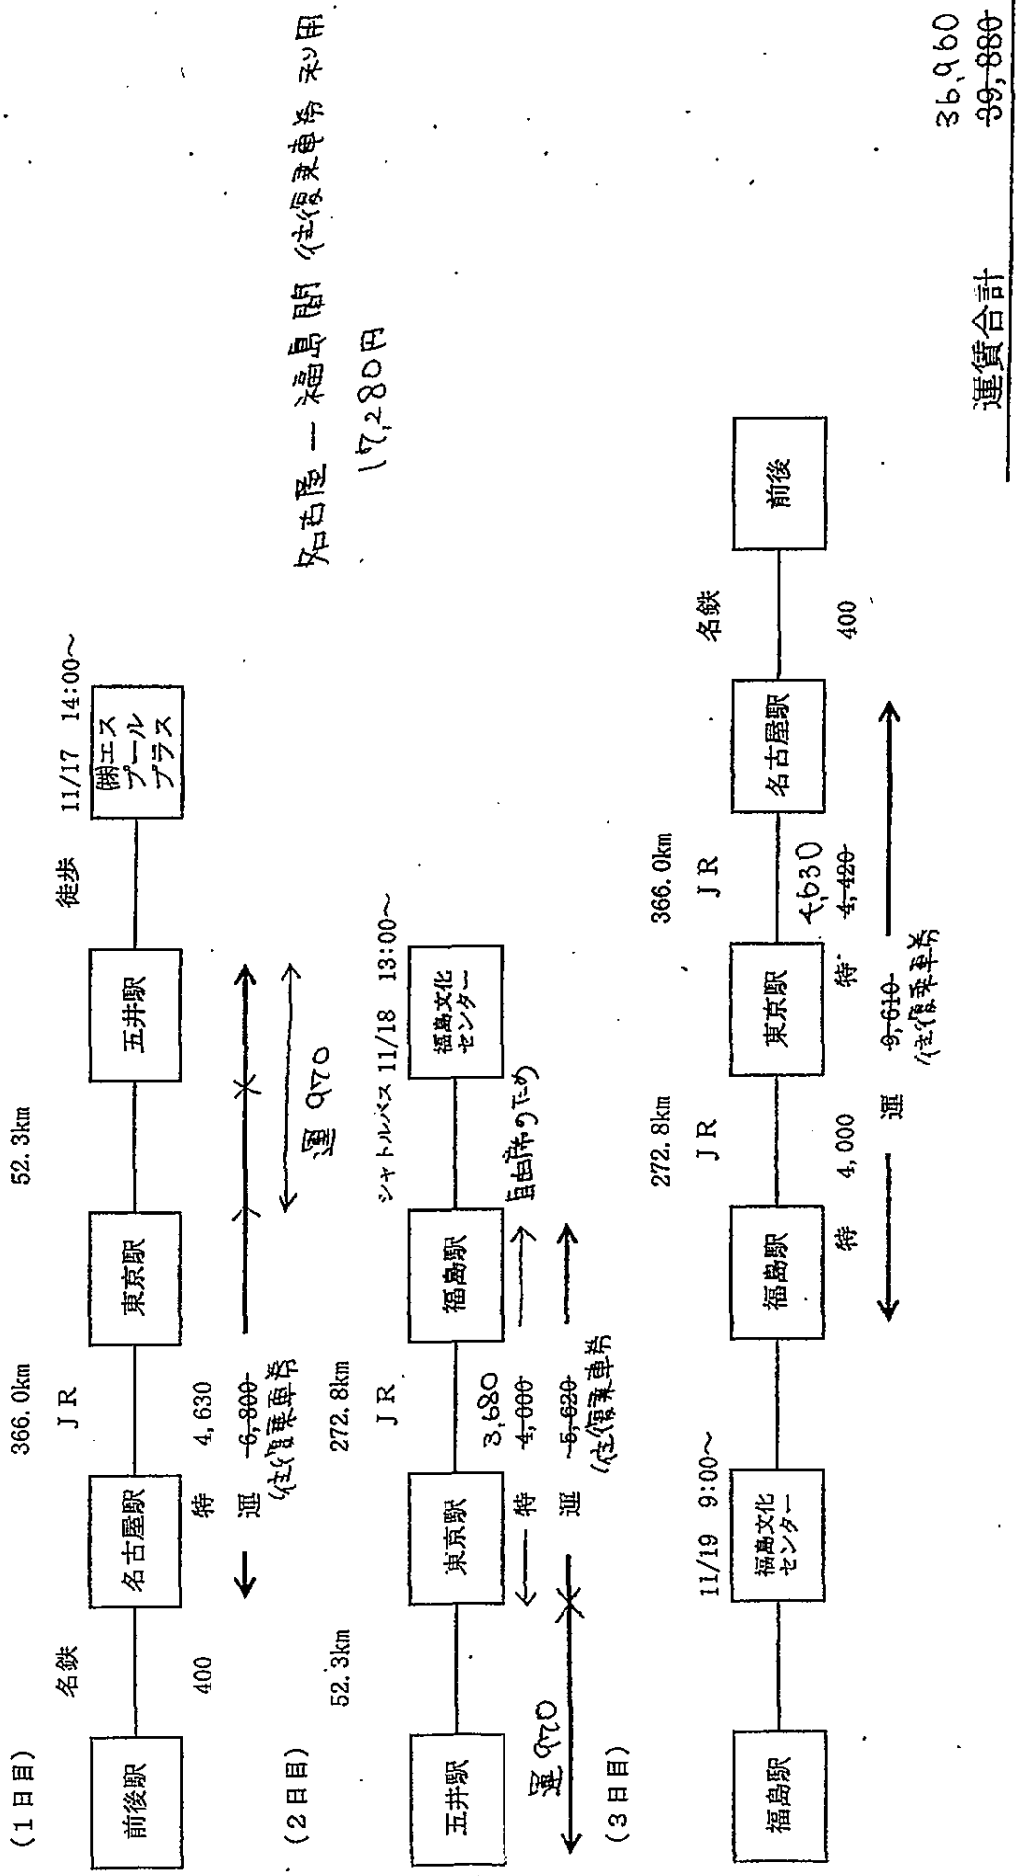 (1日目)
366.0km 52.3km
名鉄 JR 徒歩 11/17 14:00～
前後駅 名古屋駅 東京駅 五井駅 ㈱エスプールプラス
400 特 4,630
運 6,800
往復乗車券
運 970
名古屋ー福島間 往復乗車券 利用
17,280円
(2日目)
52.3km 272.8km
JR シャトルバス 11/18 13:00～
五井駅 東京駅 福島駅 福島文化センター
3,680
特 4,000 自由席のため
運 5,620
往復乗車券
運 970
(3日目)
11/19 9:00～ 272.8km 366.0km
JR JR 名鉄
福島駅 福島文化センター 福島駅 東京駅 名古屋駅 前後
4,630
特 4,000 特 4,420 400
運 9,610
往復乗車券
36,960
運賃合計 39,880